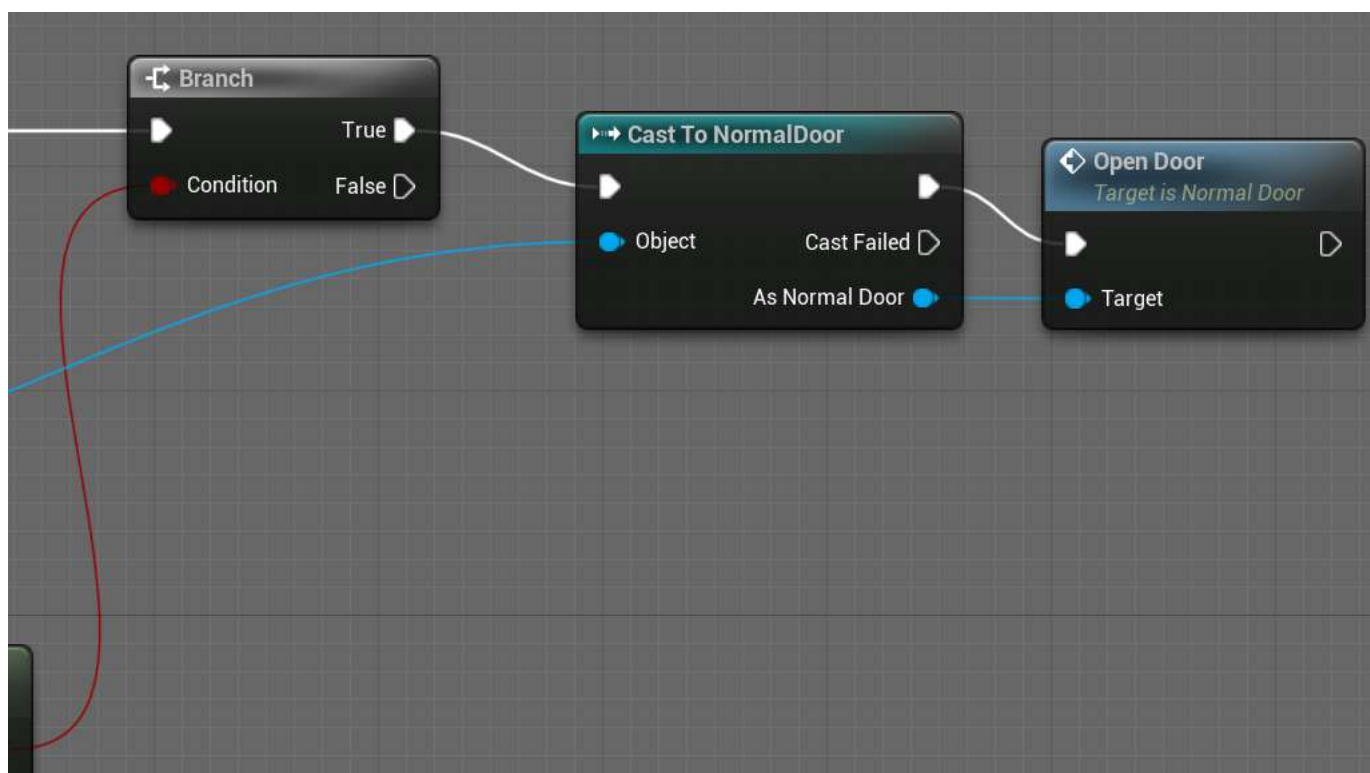 Branch
True
Condition
False
Cast To NormalDoor
Object
Cast Failed
As Normal Door
Open Door
Target is Normal Door
Target